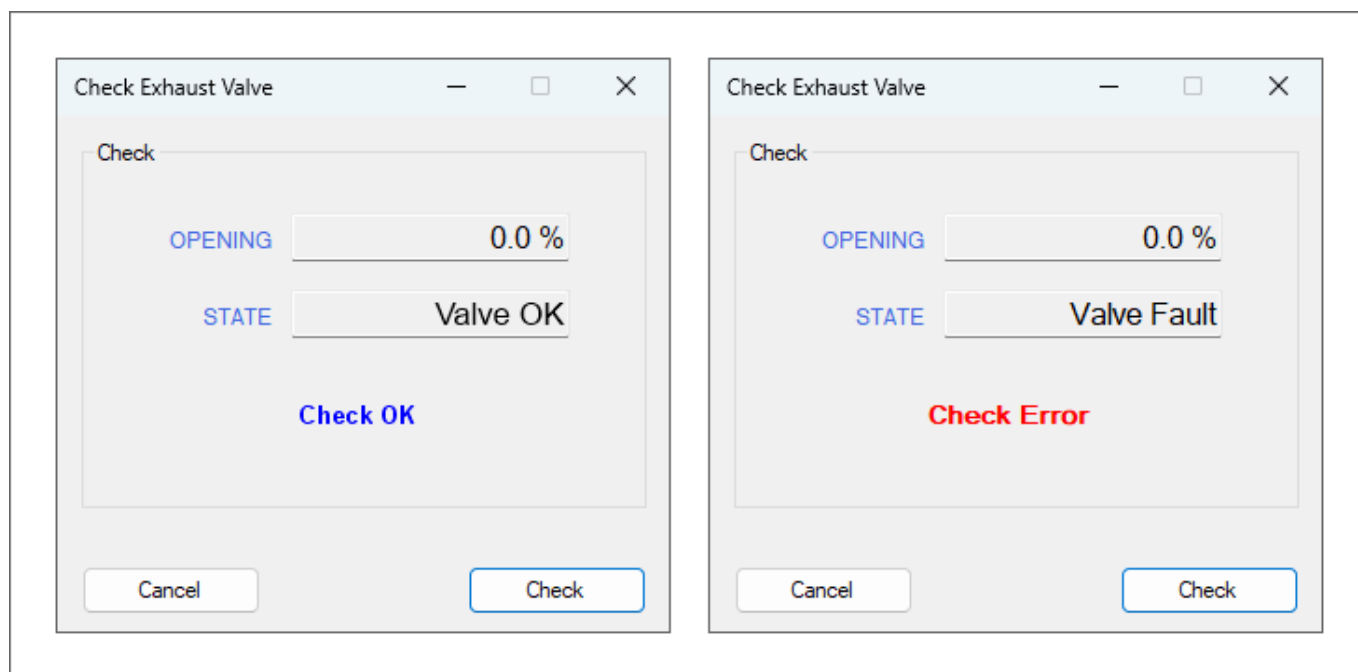 Check Exhaust Valve
Check
OPENING 0.0 %
STATE Valve OK
Check OK
Cancel Check
Check Exhaust Valve
Check
OPENING 0.0 %
STATE Valve Fault
Check Error
Cancel Check